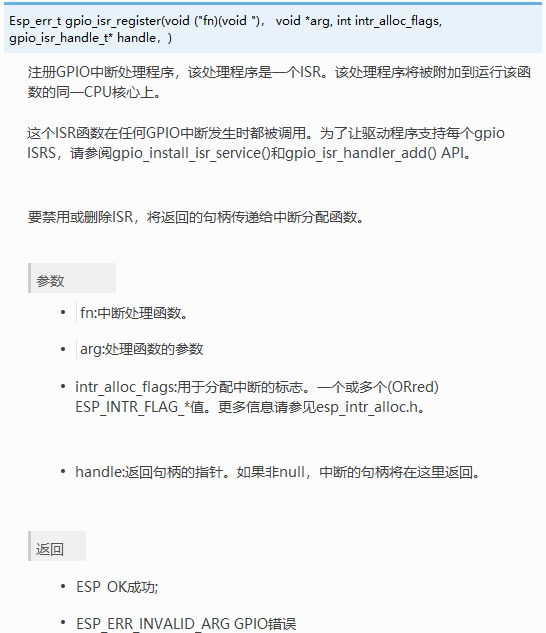 Esp_err_t gpio_isr_register(void ("fn)(void "), void *arg, int intr_alloc_flags,
gpio_isr_handle_t* handle，)
注册GPIO中断处理程序，该处理程序是一个ISR。该处理程序将被附加到运行该函
数的同一CPU核心上。
这个ISR函数在任何GPIO中断发生时都被调用。为了让驱动程序支持每个gpio
ISRS，请参阅gpio_install_isr_service()和gpio_isr_handler_add() API。
要禁用或删除ISR，将返回的句柄传递给中断分配函数。
参数
• fn:中断处理函数。
• arg:处理函数的参数
• intr_alloc_flags:用于分配中断的标志。一个或多个(ORred)
ESP_INTR_FLAG_*值。更多信息请参见esp_intr_alloc.h。
• handle:返回句柄的指针。如果非null，中断的句柄将在这里返回。
返回
• ESP OK成功;
• ESP_ERR_INVALID_ARG GPIO错误